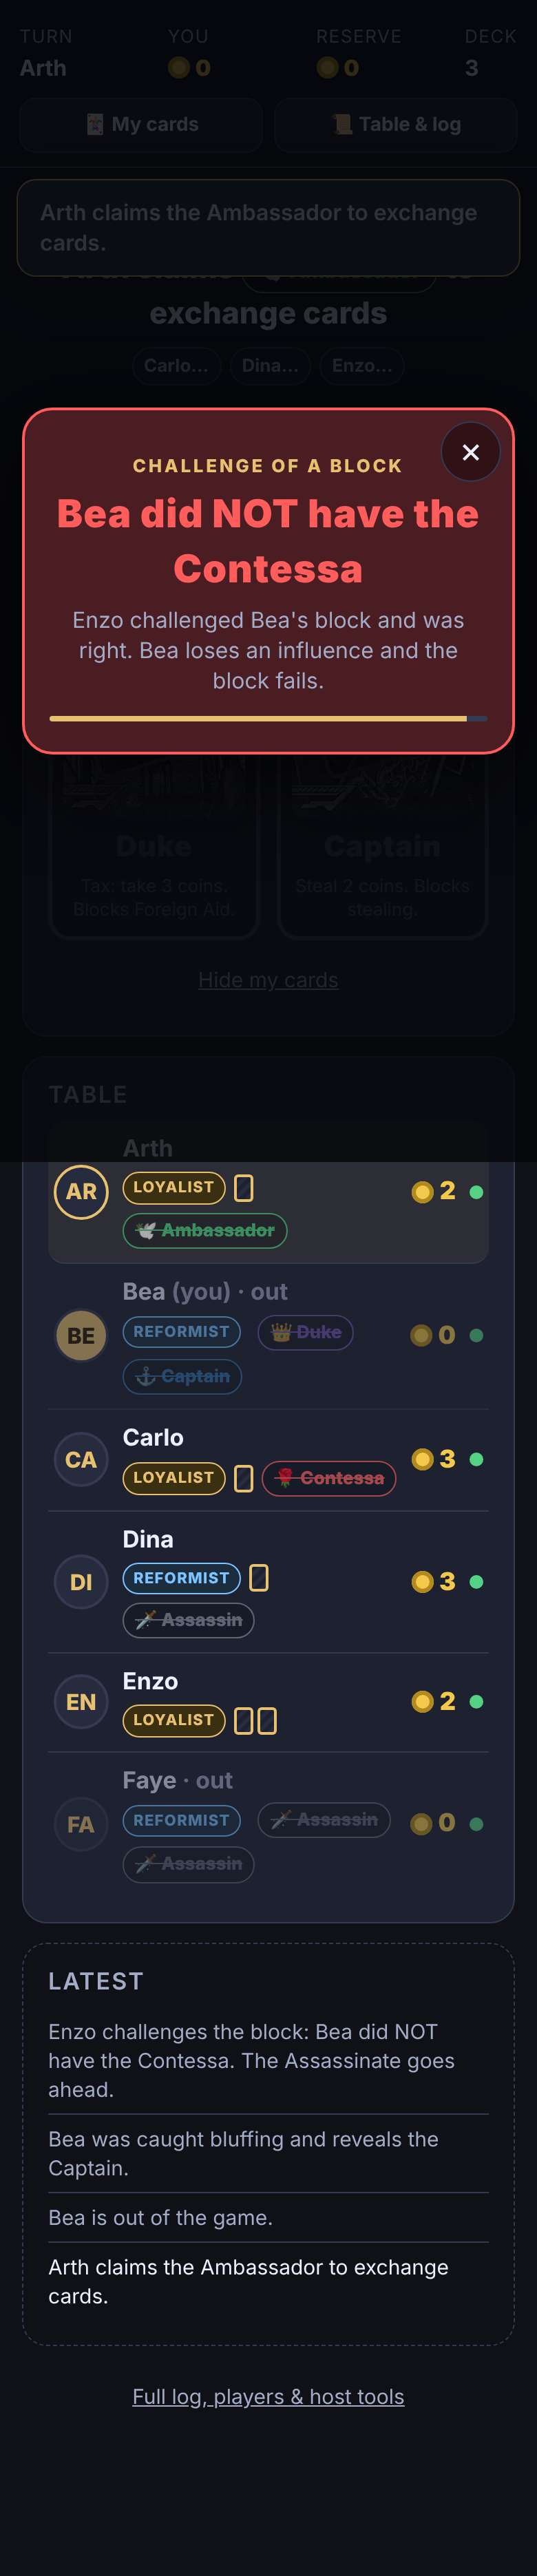 TURN YOU RESERVE DECK
Arth 0 0 3
My cards Table & log
Arth claims the Ambassador to exchange
cards.
exchange cards
Carlo... Dina... Enzo...
CHALLENGE OF A BLOCK
Bea did NOT have the
Contessa
Enzo challenged Bea's block and was
right. Bea loses an influence and the
block fails.
Duke Captain
Tax: take 3 coins.
Blocks Foreign Aid.
Steal 2 coins. Blocks
stealing.
Hide my cards
TABLE
Arth
AR LOYALIST 2
Ambassador
Bea (you) · out
BE REFORMIST Duke 0
Captain
Carlo
CA LOYALIST Contessa 3
Dina
DI REFORMIST 3
Assassin
Enzo
EN LOYALIST 2
Faye · out
FA REFORMIST Assassin 0
Assassin
LATEST
Enzo challenges the block: Bea did NOT
have the Contessa. The Assassinate goes
ahead.
Bea was caught bluffing and reveals the
Captain.
Bea is out of the game.
Arth claims the Ambassador to exchange
cards.
Full log, players & host tools